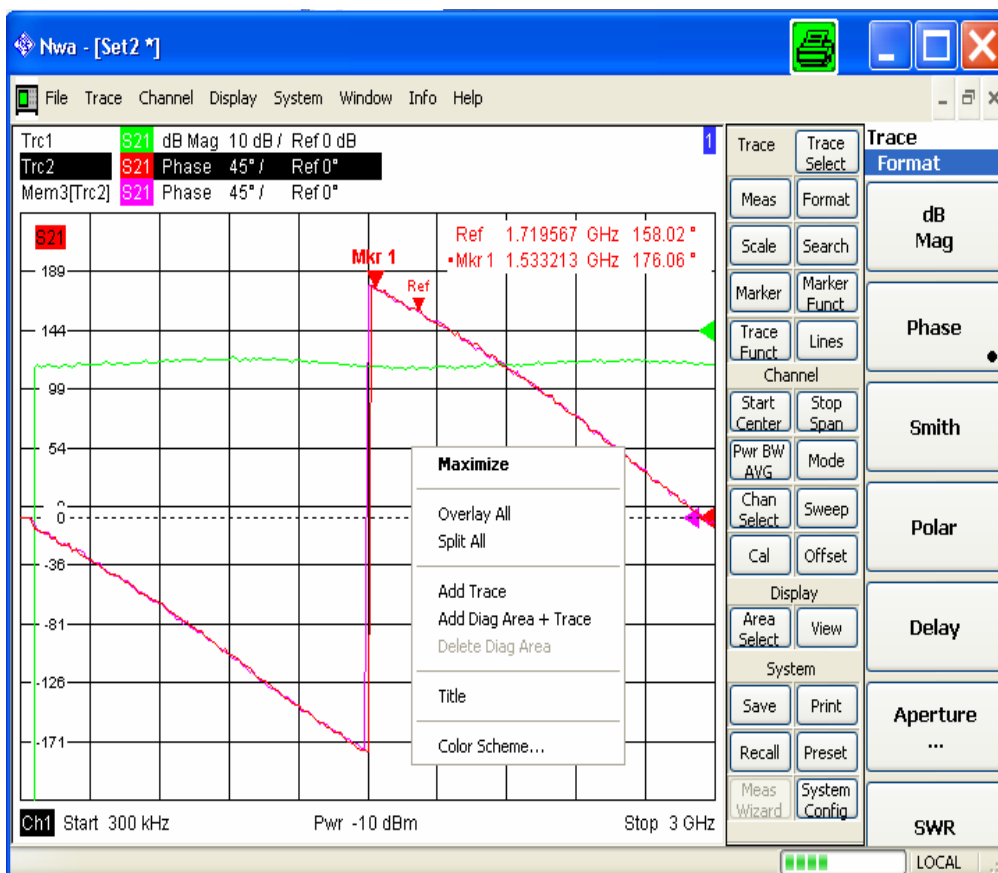 Nwa - [Set2 *]
File Trace Channel Display System Window Info Help
Trc1 S21 dB Mag 10 dB / Ref 0 dB 1
Trc2 S21 Phase 45° / Ref 0°
Mem3[Trc2] S21 Phase 45° / Ref 0°
S21
Ref 1.719567 GHz 158.02 °
•Mkr 1 1.533213 GHz 176.06 °
Mkr 1
Ref
189
144
99
54
0
-36
-81
-126
-171
Maximize
Overlay All
Split All
Add Trace
Add Diag Area + Trace
Delete Diag Area
Title
Color Scheme...
Ch1 Start 300 kHz Pwr -10 dBm Stop 3 GHz
Trace
Trace Select
Meas Format
Scale Search
Marker
Marker Funct
Trace Funct
Lines
Channel
Start Center
Stop Span
Pwr BW AVG
Mode
Chan Select
Sweep
Cal Offset
Display
Area Select
View
System
Save Print
Recall Preset
Meas Wizard
System Config
Trace
Format
dB
Mag
Phase
Smith
Polar
Delay
Aperture
...
SWR
LOCAL